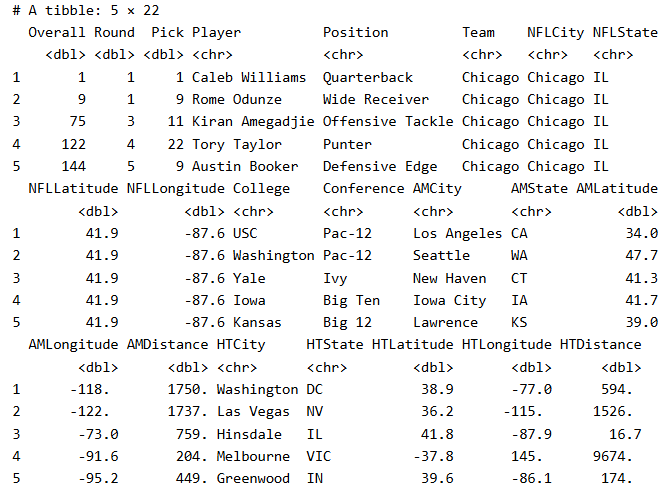 # A tibble: 5 × 22
Overall Round Pick Player Position Team NFLCity NFLState
<dbl> <dbl> <dbl> <chr> <chr> <chr> <chr> <chr>
1 1 1 1 Caleb Williams Quarterback Chicago Chicago IL
2 9 1 9 Rome Odunze Wide Receiver Chicago Chicago IL
3 75 3 11 Kiran Amegadjie Offensive Tackle Chicago Chicago IL
4 122 4 22 Tory Taylor Punter Chicago Chicago IL
5 144 5 9 Austin Booker Defensive Edge Chicago Chicago IL
NFLLatitude NFLLongitude College Conference AMCity AMState AMLatitude
<dbl> <dbl> <chr> <chr> <chr> <chr> <dbl>
1 41.9 -87.6 USC Pac-12 Los Angeles CA 34.0
2 41.9 -87.6 Washington Pac-12 Seattle WA 47.7
3 41.9 -87.6 Yale Ivy New Haven CT 41.3
4 41.9 -87.6 Iowa Big Ten Iowa City IA 41.7
5 41.9 -87.6 Kansas Big 12 Lawrence KS 39.0
AMLongitude AMDistance HTCity HTState HTLatitude HTLongitude HTDistance
<dbl> <dbl> <chr> <chr> <dbl> <dbl> <dbl>
1 -118. 1750. Washington DC 38.9 -77.0 594.
2 -122. 1737. Las Vegas NV 36.2 -115. 1526.
3 -73.0 759. Hinsdale IL 41.8 -87.9 16.7
4 -91.6 204. Melbourne VIC -37.8 145. 9674.
5 -95.2 449. Greenwood IN 39.6 -86.1 174.